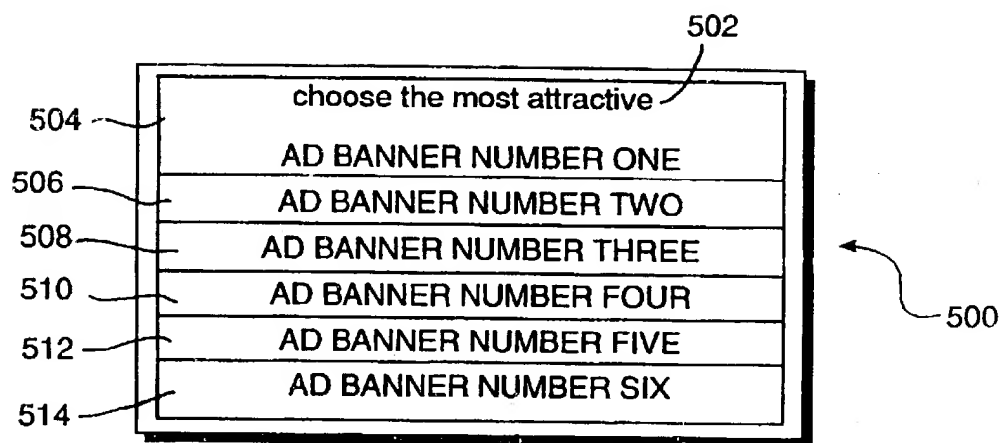 502
choose the most attractive
504
AD BANNER NUMBER ONE
506
AD BANNER NUMBER TWO
508
AD BANNER NUMBER THREE
510
AD BANNER NUMBER FOUR
500
512
AD BANNER NUMBER FIVE
514
AD BANNER NUMBER SIX